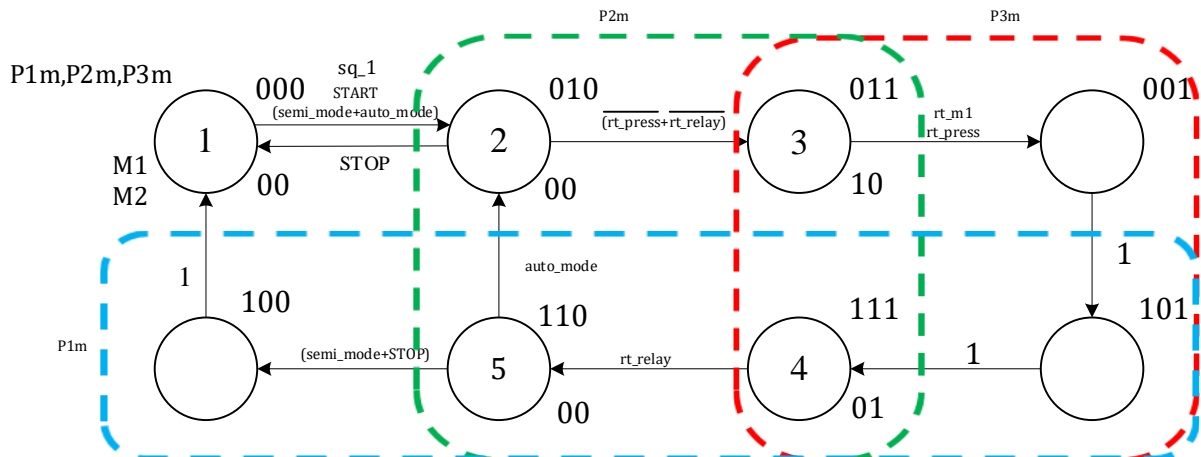 P2m
P3m
P1m,P2m,P3m
000
sq_1
START
(semi_mode+auto_mode)
010
(rt_press+rt_relay)
011
001
1
2
3
rt_m1
rt_press
STOP
M1
M2
00
00
10
1
auto_mode
1
100
110
111
101
P1m
(semi_mode+STOP)
5
rt_relay
4
1
00
01